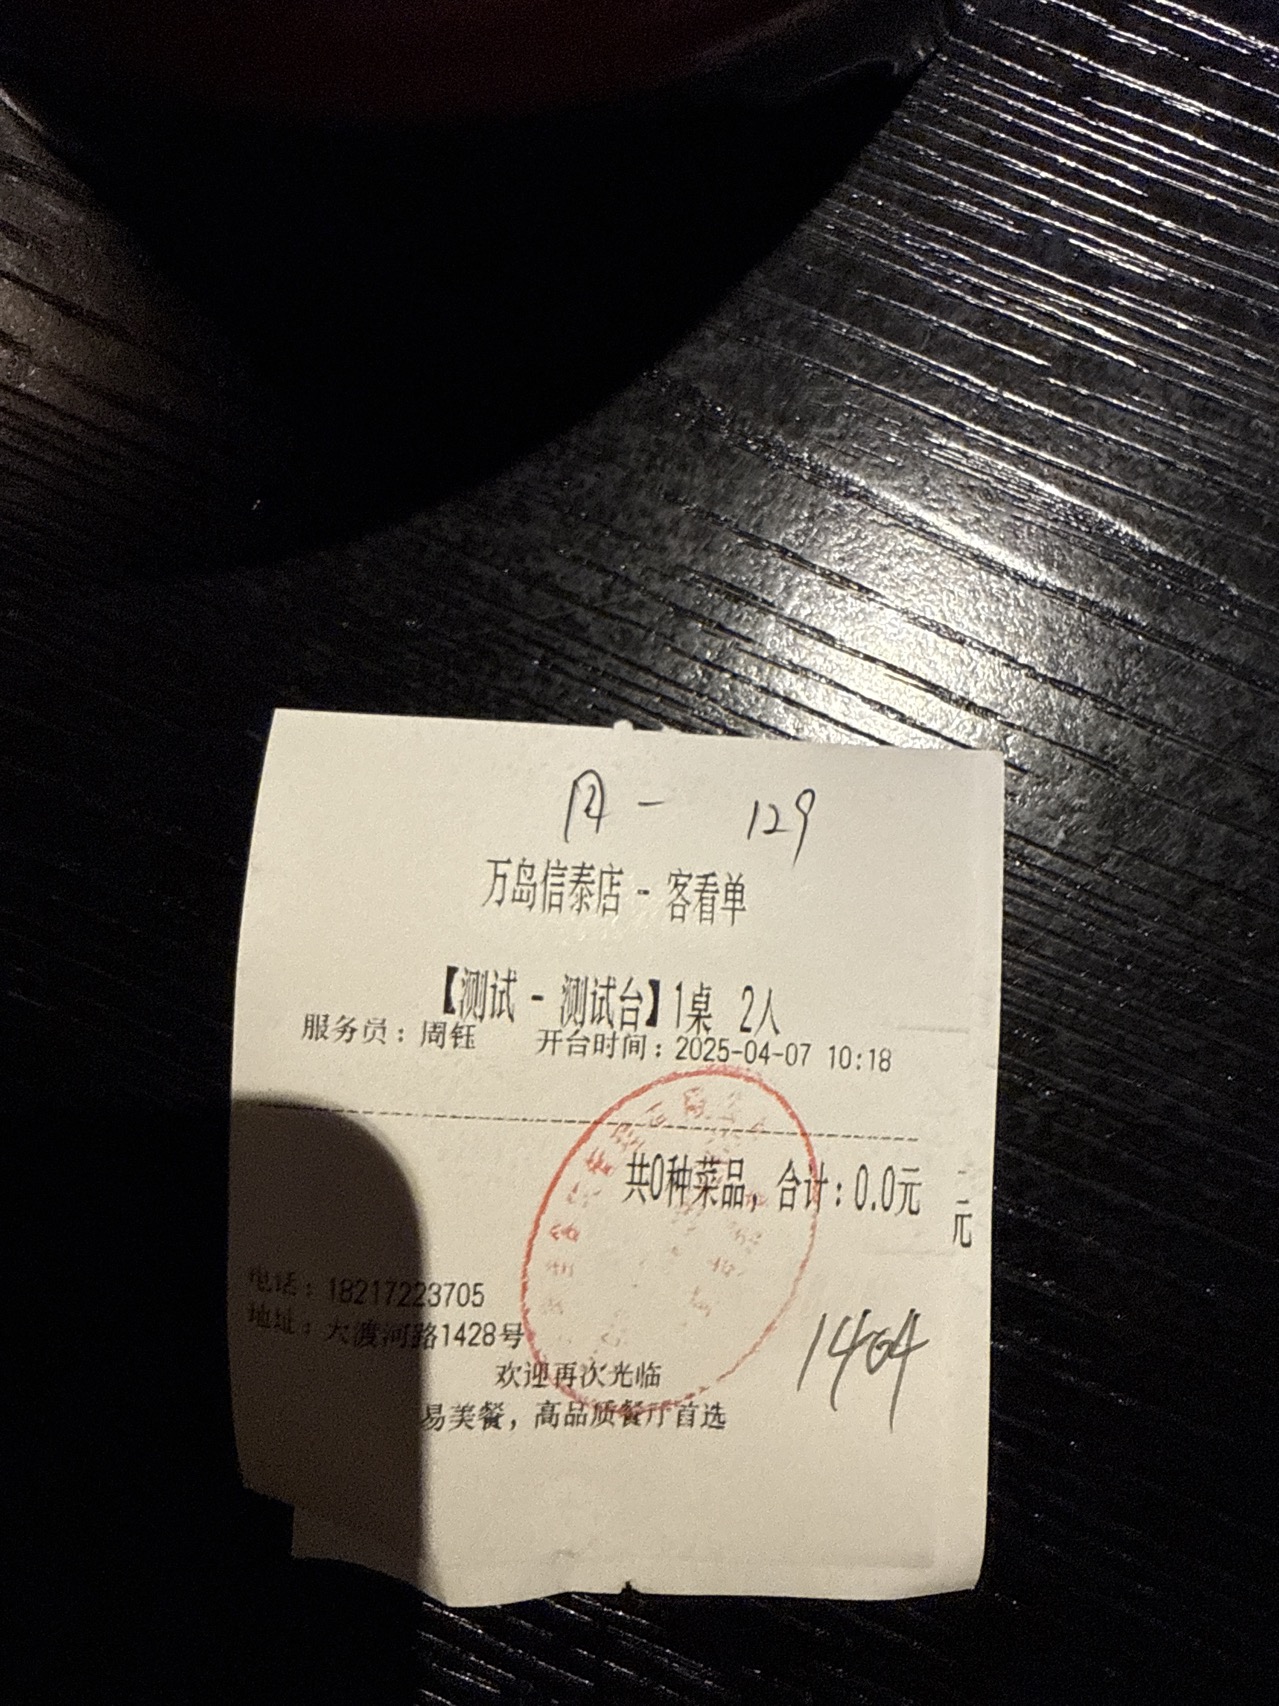 周一 129
万岛信泰店 - 客看单
【测试 - 测试台】1桌 2人
服务员：周钰 开台时间：2025-04-07 10:18
共0种菜品，合计：0.0元
元
电话：18217223705
地址：大渡河路1428号
1464
欢迎再次光临
易美餐，高品质餐厅首选